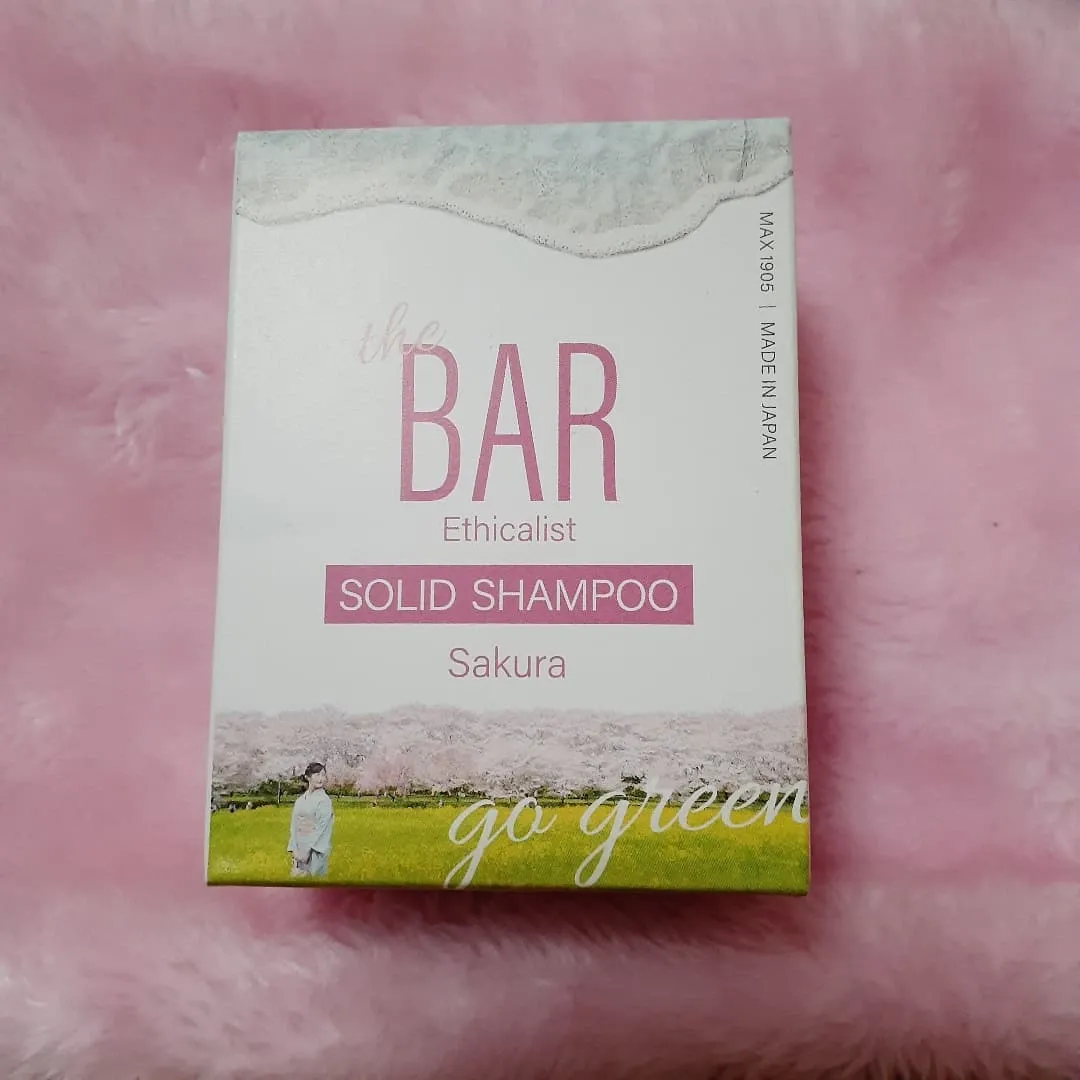 the
BAR
Ethicalist
SOLID SHAMPOO
Sakura
go green
MAX 1905 | MADE IN JAPAN